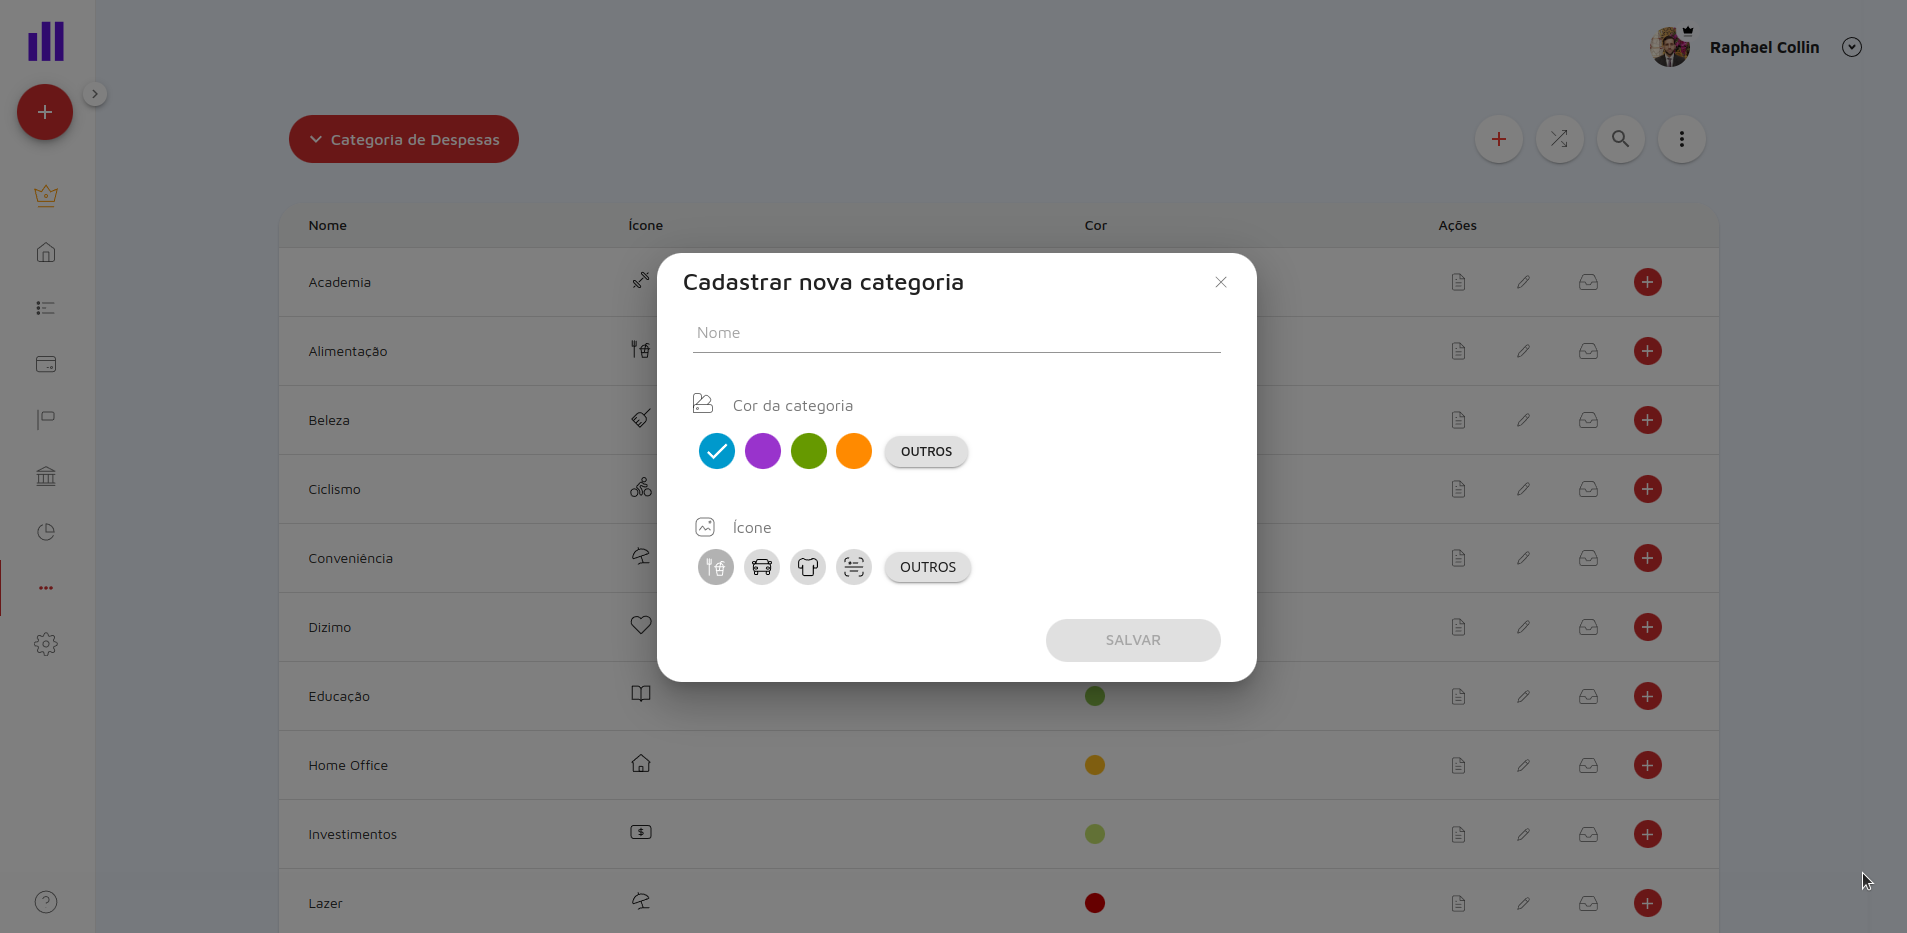 Raphael Collin
Categoria de Despesas
Nome Ícone Cor Ações
Academia
Alimentação
Beleza
Ciclismo
Conveniência
Dizimo
Educação
Home Office
Investimentos
Lazer
Cadastrar nova categoria
Nome
Cor da categoria
OUTROS
Ícone
OUTROS
SALVAR